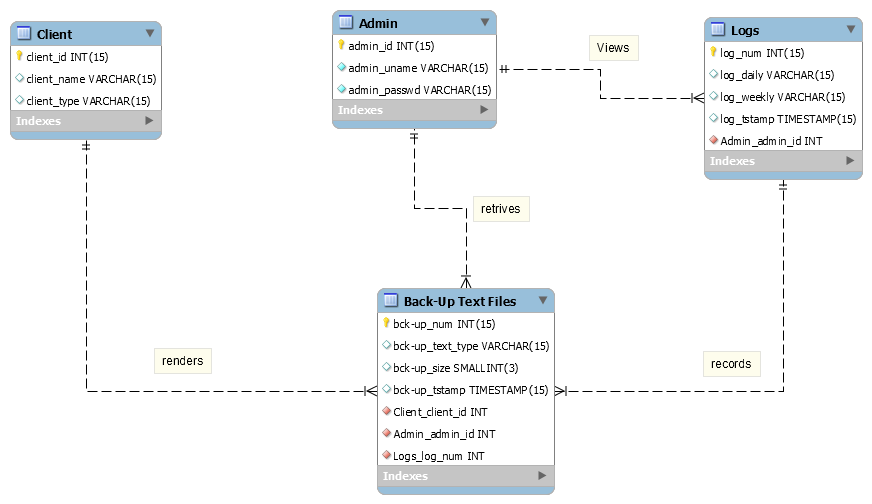 Client
client_id INT(15)
client_name VARCHAR(15)
client_type VARCHAR(15)
Indexes
Admin
admin_id INT(15)
admin_uname VARCHAR(15)
admin_passwd VARCHAR(15)
Indexes
Views
Logs
log_num INT(15)
log_daily VARCHAR(15)
log_weekly VARCHAR(15)
log_tstamp TIMESTAMP(15)
Admin_admin_id INT
Indexes
retrives
renders
records
Back-Up Text Files
bck-up_num INT(15)
bck-up_text_type VARCHAR(15)
bck-up_size SMALLINT(3)
bck-up_tstamp TIMESTAMP(15)
Client_client_id INT
Admin_admin_id INT
Logs_log_num INT
Indexes